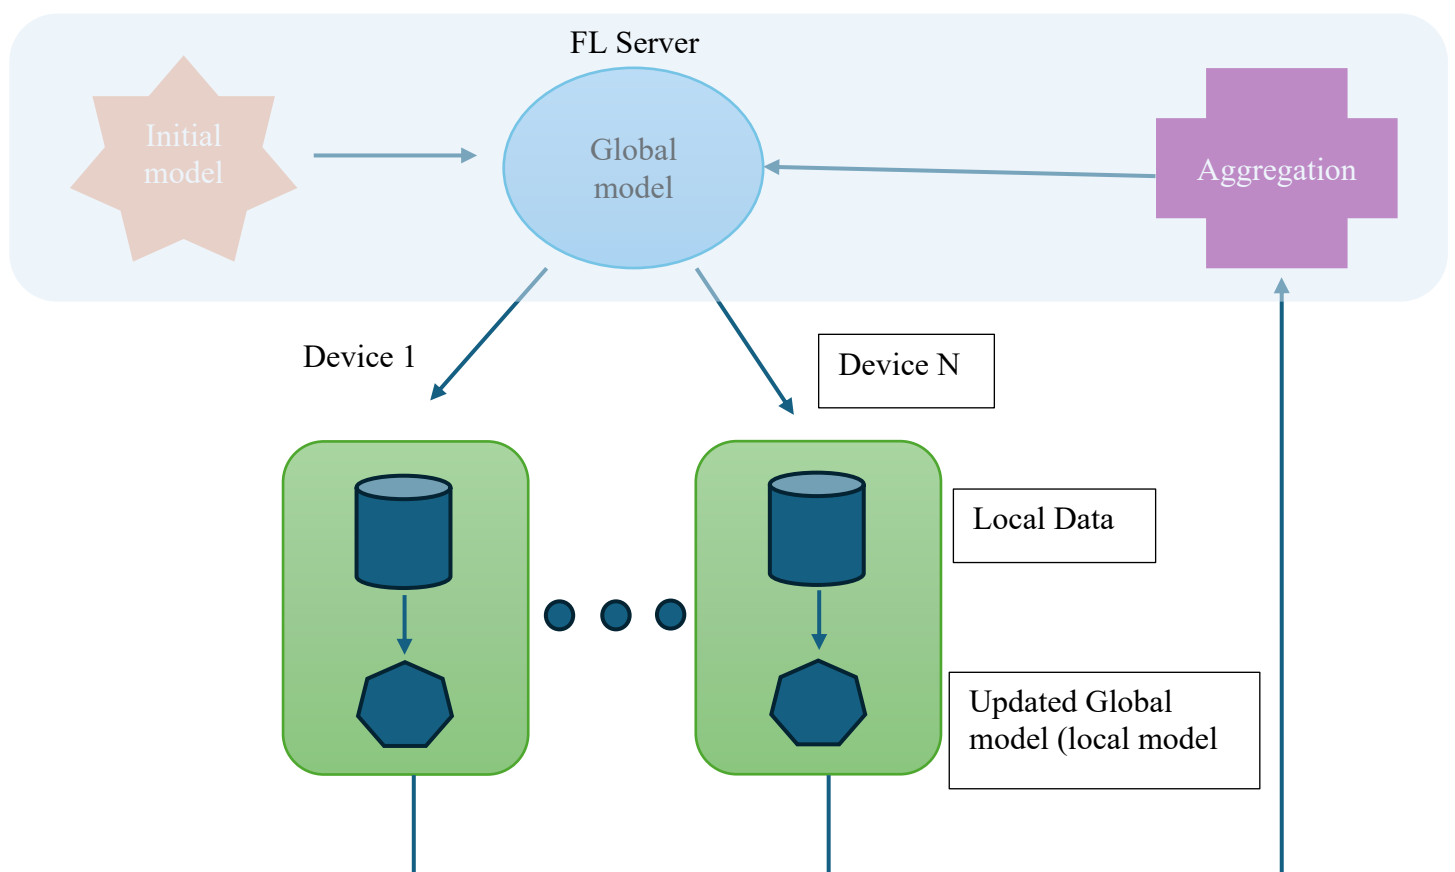 FL Server
Initial
model
Global
model
Aggregation
Device 1
Device N
Local Data
Updated Global
model (local model